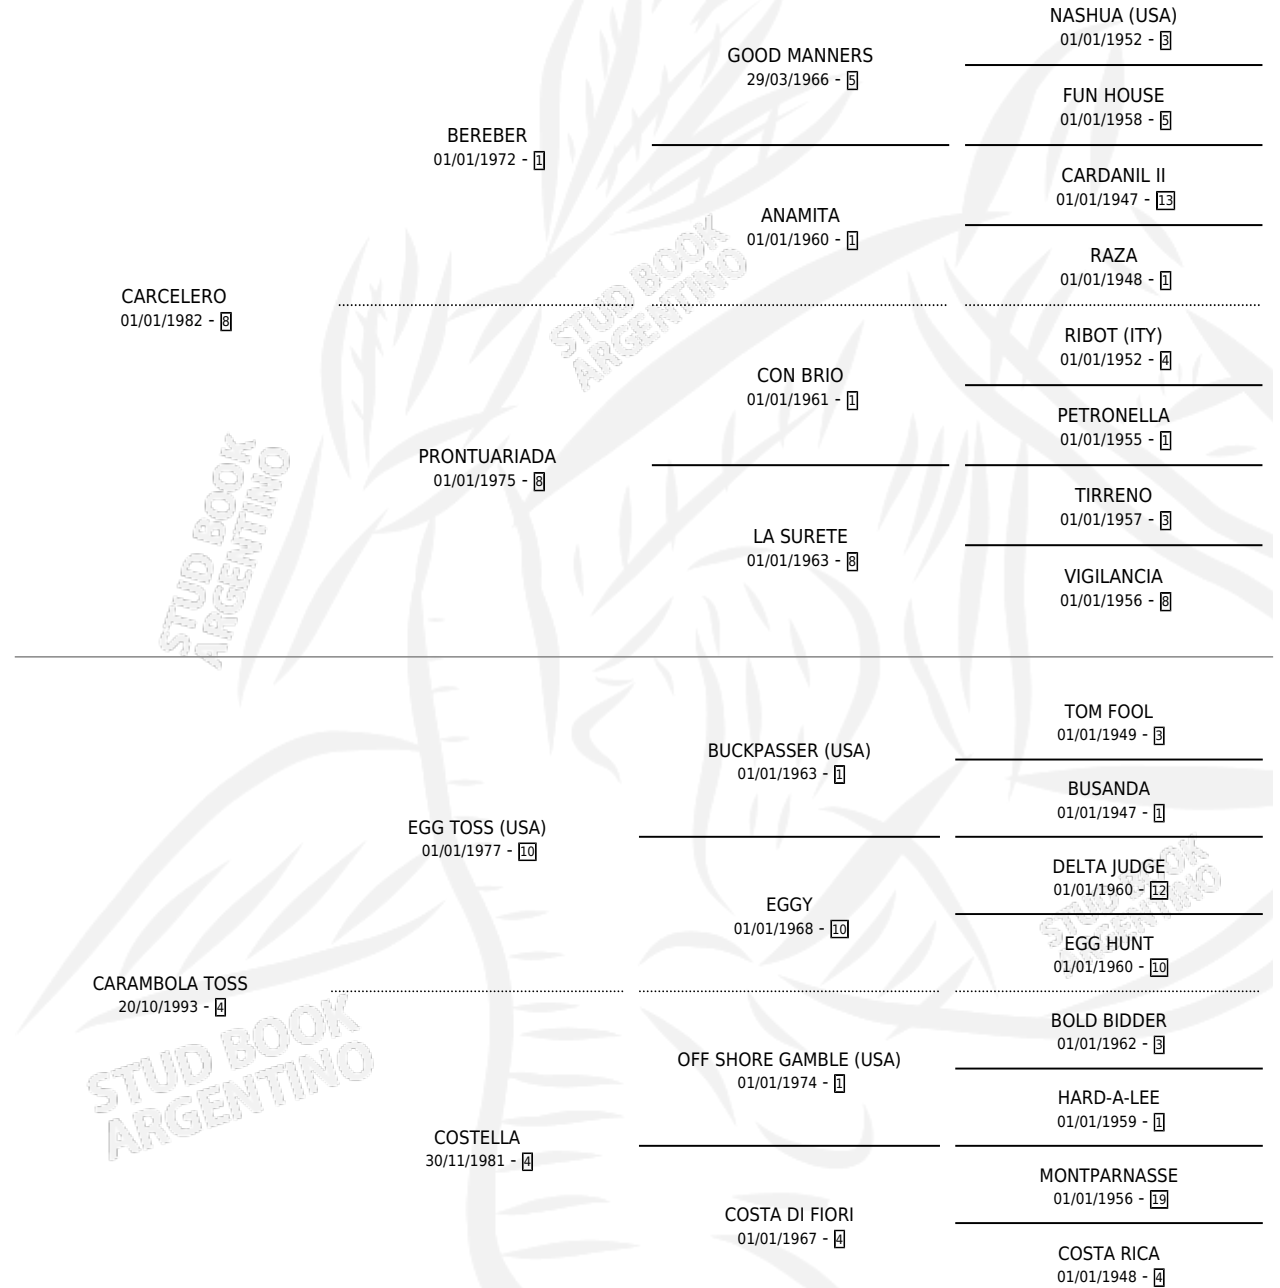 NASHUA (USA)
01/01/1952 - 3
GOOD MANNERS
29/03/1966 - 5
FUN HOUSE
01/01/1958 - 5
BEREBER
01/01/1972 - 1
CARDANIL II
01/01/1947 - 13
ANAMITA
01/01/1960 - 1
RAZA
01/01/1948 - 1
CARCELERO
01/01/1982 - 8
RIBOT (ITY)
01/01/1952 - 4
CON BRIO
01/01/1961 - 1
PETRONELLA
01/01/1955 - 1
PRONTUARIADA
01/01/1975 - 8
TIRRENO
01/01/1957 - 3
LA SURETE
01/01/1963 - 8
VIGILANCIA
01/01/1956 - 8
TOM FOOL
01/01/1949 - 3
BUCKPASSER (USA)
01/01/1963 - 1
BUSANDA
01/01/1947 - 1
EGG TOSS (USA)
01/01/1977 - 10
DELTA JUDGE
01/01/1960 - 12
EGGY
01/01/1968 - 10
EGG HUNT
01/01/1960 - 10
CARAMBOLA TOSS
20/10/1993 - 4
BOLD BIDDER
01/01/1962 - 3
OFF SHORE GAMBLE (USA)
01/01/1974 - 1
HARD-A-LEE
01/01/1959 - 1
COSTELLA
30/11/1981 - 4
MONTPARNASSE
01/01/1956 - 19
COSTA DI FIORI
01/01/1967 - 4
COSTA RICA
01/01/1948 - 4
STUD BOOK
ARGENTINO
STUD BOOK
ARGENTINO
STUD BOOK
ARGENTINO
STUD BOOK
ARGENTINO